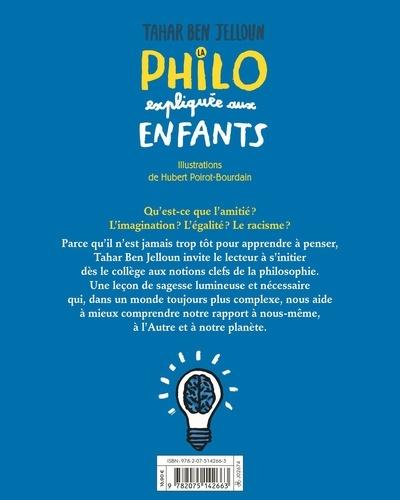 TAHAR BEN JELLOUN
LA
PHiLO
expliquée aux
ENFANTS
Illustrations
de Hubert Poirot-Bourdain
Qu'est-ce que l'amitié ?
L'imagination ? L'égalité ? Le racisme ?
Parce qu'il n'est jamais trop tôt pour apprendre à penser,
Tahar Ben Jelloun invite le lecteur à s'initier
dès le collège aux notions clefs de la philosophie.
Une leçon de sagesse lumineuse et nécessaire
qui, dans un monde toujours plus complexe, nous aide
à mieux comprendre notre rapport à nous-même,
à l'Autre et à notre planète.
ISBN: 978-2-07-514266-3
16,90 €
9 782075 142663